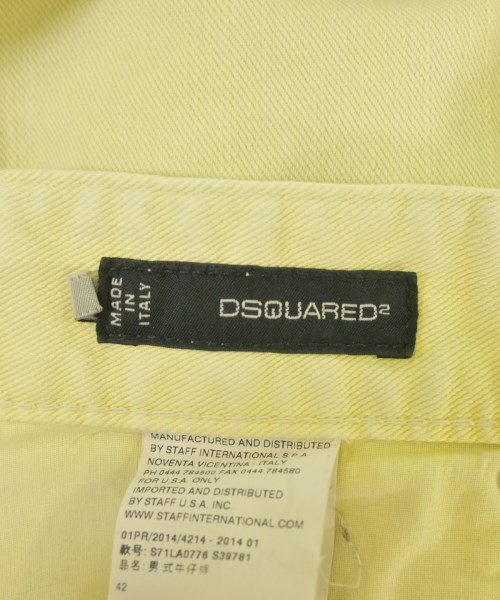 MADE
IN
ITALY
DSQUARED²
MANUFACTURED AND DISTRIBUTED
BY STAFF INTERNATIONAL S.P.A.
NOVENTA VICENTINA - ITALY
PH 0444 784500 FAX 0444 784580
FOR U.S.A. ONLY
IMPORTED AND DISTRIBUTED
BY STAFF U.S.A. INC.
WWW.STAFFINTERNATIONAL.COM
01PR/2014/4214 - 2014 01
款号: S71LA0776 S39781
品名: 男式牛仔裤
42